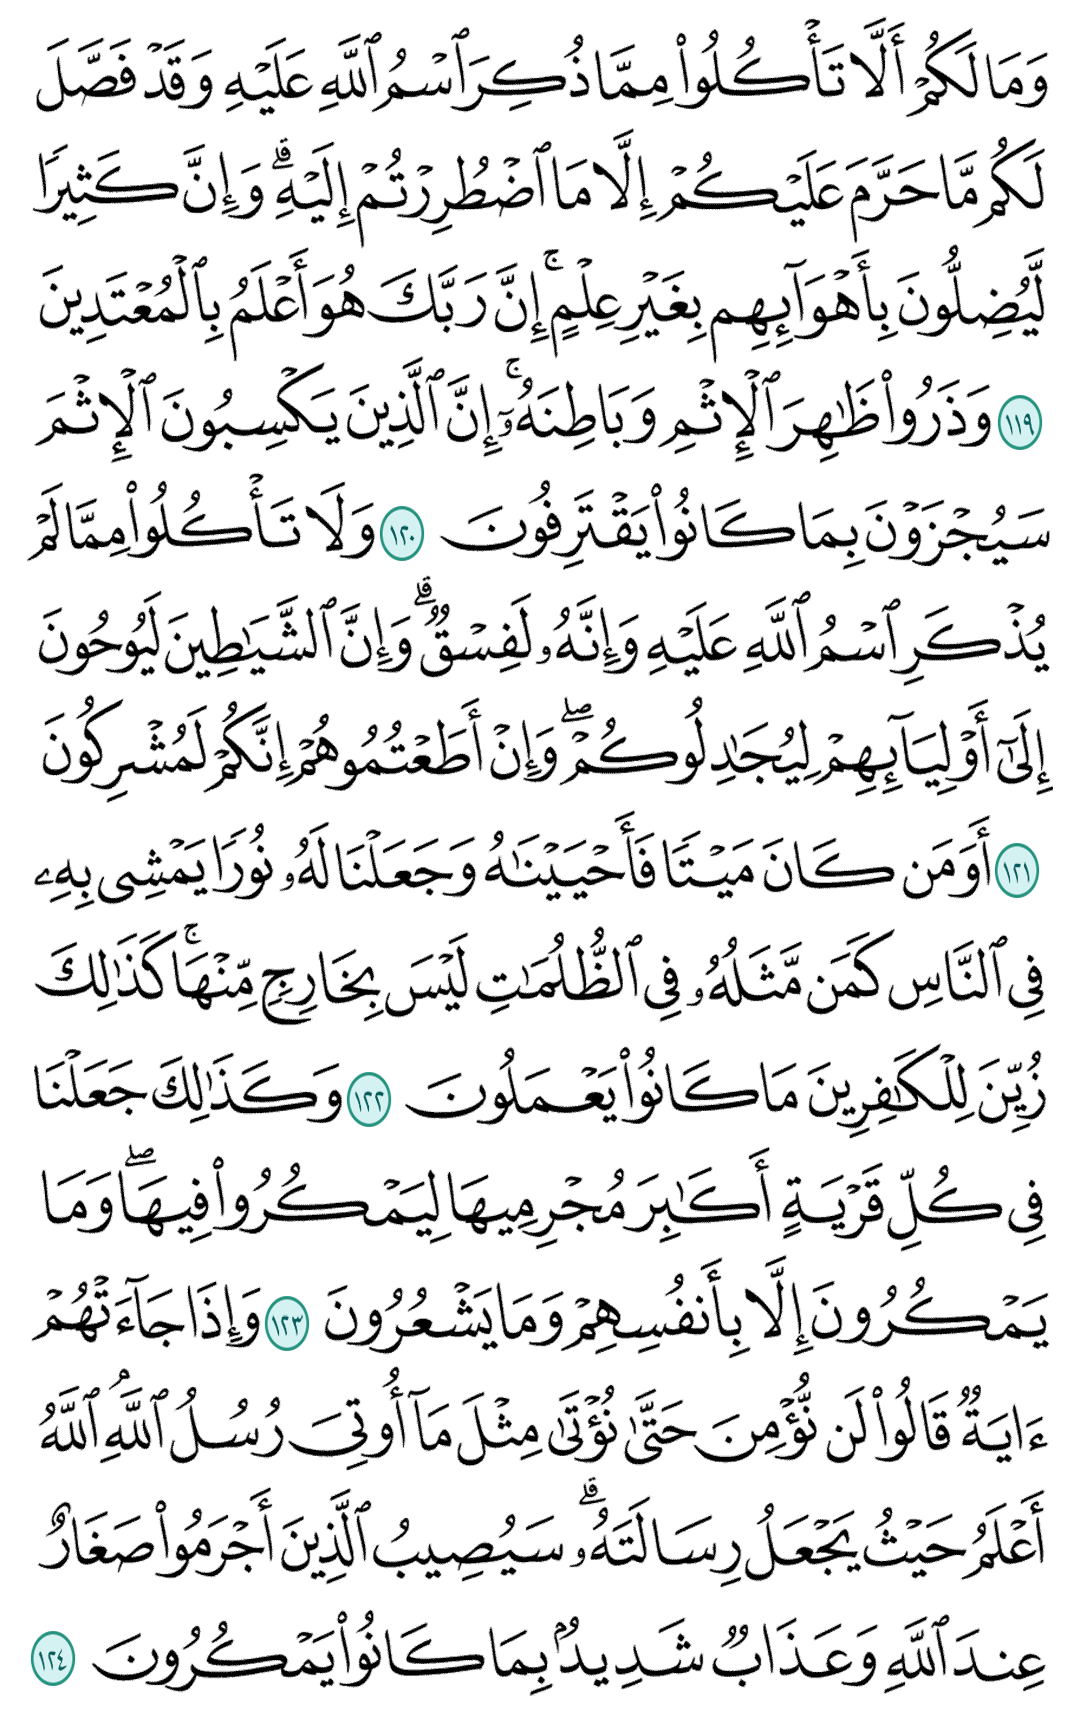 وَمَا لَكُمْ أَلَّا تَأْكُلُوا۟ مِمَّا ذُكِرَ ٱسْمُ ٱللَّهِ عَلَيْهِ وَقَدْ فَصَّلَ
لَكُم مَّا حَرَّمَ عَلَيْكُمْ إِلَّا مَا ٱضْطُرِرْتُمْ إِلَيْهِ ۗ وَإِنَّ كَثِيرًا
لَّيُضِلُّونَ بِأَهْوَآئِهِم بِغَيْرِ عِلْمٍ ۚ إِنَّ رَبَّكَ هُوَ أَعْلَمُ بِٱلْمُعْتَدِينَ
١١٩ وَذَرُوا۟ ظَٰهِرَ ٱلْإِثْمِ وَبَاطِنَهُۥٓ ۚ إِنَّ ٱلَّذِينَ يَكْسِبُونَ ٱلْإِثْمَ
سَيُجْزَوْنَ بِمَا كَانُوا۟ يَقْتَرِفُونَ ١٢٠ وَلَا تَأْكُلُوا۟ مِمَّا لَمْ
يُذْكَرِ ٱسْمُ ٱللَّهِ عَلَيْهِ وَإِنَّهُۥ لَفِسْقٌ ۗ وَإِنَّ ٱلشَّيَٰطِينَ لَيُوحُونَ
إِلَىٰٓ أَوْلِيَآئِهِمْ لِيُجَٰدِلُوكُمْ ۖ وَإِنْ أَطَعْتُمُوهُمْ إِنَّكُمْ لَمُشْرِكُونَ
١٢١ أَوَمَن كَانَ مَيْتًا فَأَحْيَيْنَٰهُ وَجَعَلْنَا لَهُۥ نُورًا يَمْشِى بِهِۦ
فِى ٱلنَّاسِ كَمَن مَّثَلُهُۥ فِى ٱلظُّلُمَٰتِ لَيْسَ بِخَارِجٍ مِّنْهَا ۚ كَذَٰلِكَ
زُيِّنَ لِلْكَٰفِرِينَ مَا كَانُوا۟ يَعْمَلُونَ ١٢٢ وَكَذَٰلِكَ جَعَلْنَا
فِى كُلِّ قَرْيَةٍ أَكَٰبِرَ مُجْرِمِيهَا لِيَمْكُرُوا۟ فِيهَا ۖ وَمَا
يَمْكُرُونَ إِلَّا بِأَنفُسِهِمْ وَمَا يَشْعُرُونَ ١٢٣ وَإِذَا جَآءَتْهُمْ
ءَايَةٌ قَالُوا۟ لَن نُّؤْمِنَ حَتَّىٰ نُؤْتَىٰ مِثْلَ مَآ أُوتِىَ رُسُلُ ٱللَّهِ ۘ ٱللَّهُ
أَعْلَمُ حَيْثُ يَجْعَلُ رِسَالَتَهُۥ ۗ سَيُصِيبُ ٱلَّذِينَ أَجْرَمُوا۟ صَغَارٌ
عِندَ ٱللَّهِ وَعَذَابٌ شَدِيدٌۢ بِمَا كَانُوا۟ يَمْكُرُونَ ١٢٤